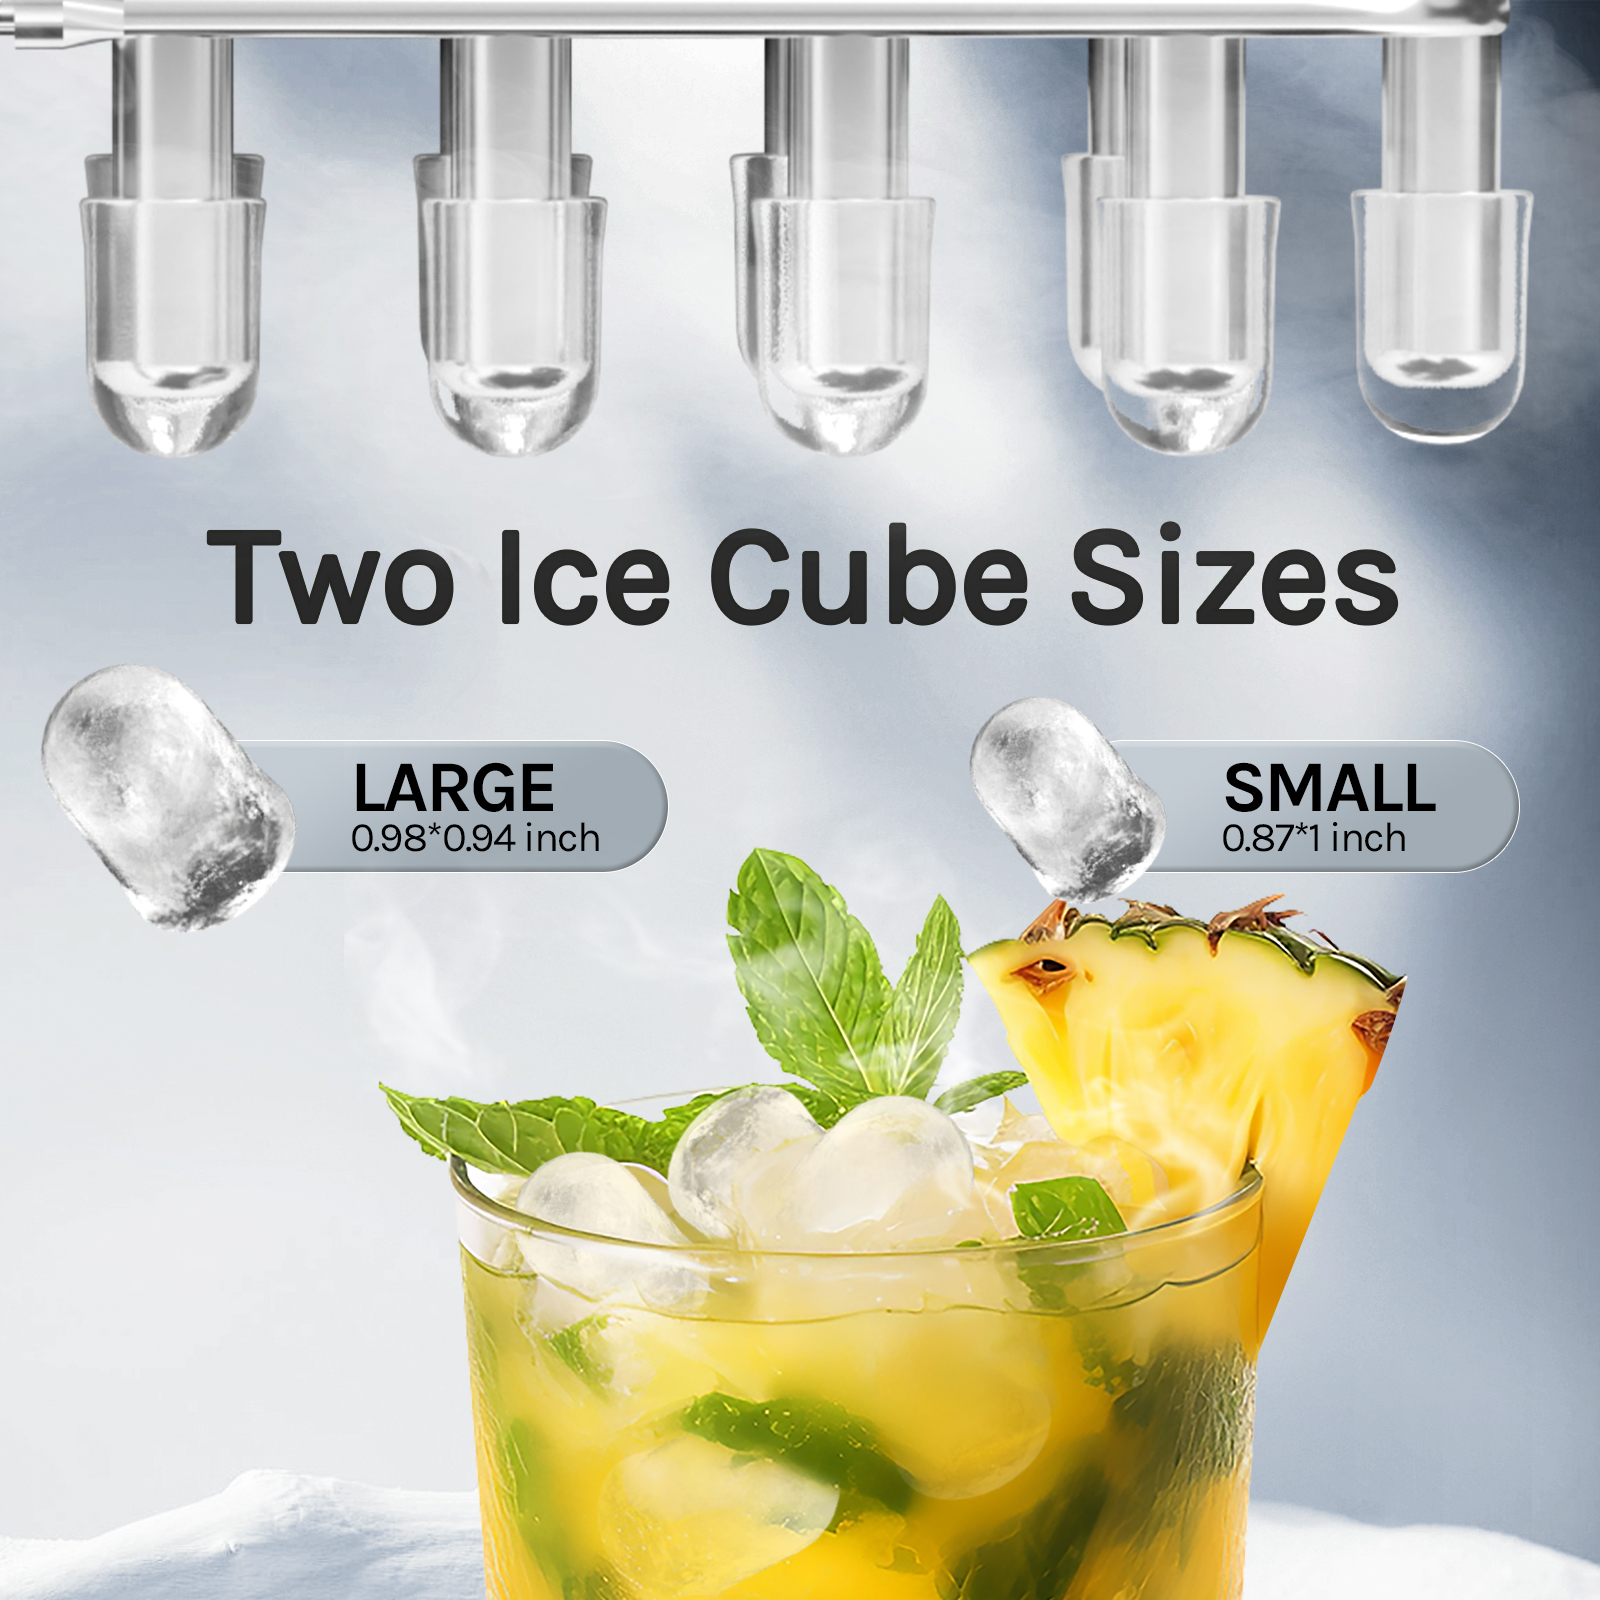 Two Ice Cube Sizes
LARGE
0.98*0.94 inch
SMALL
0.87*1 inch